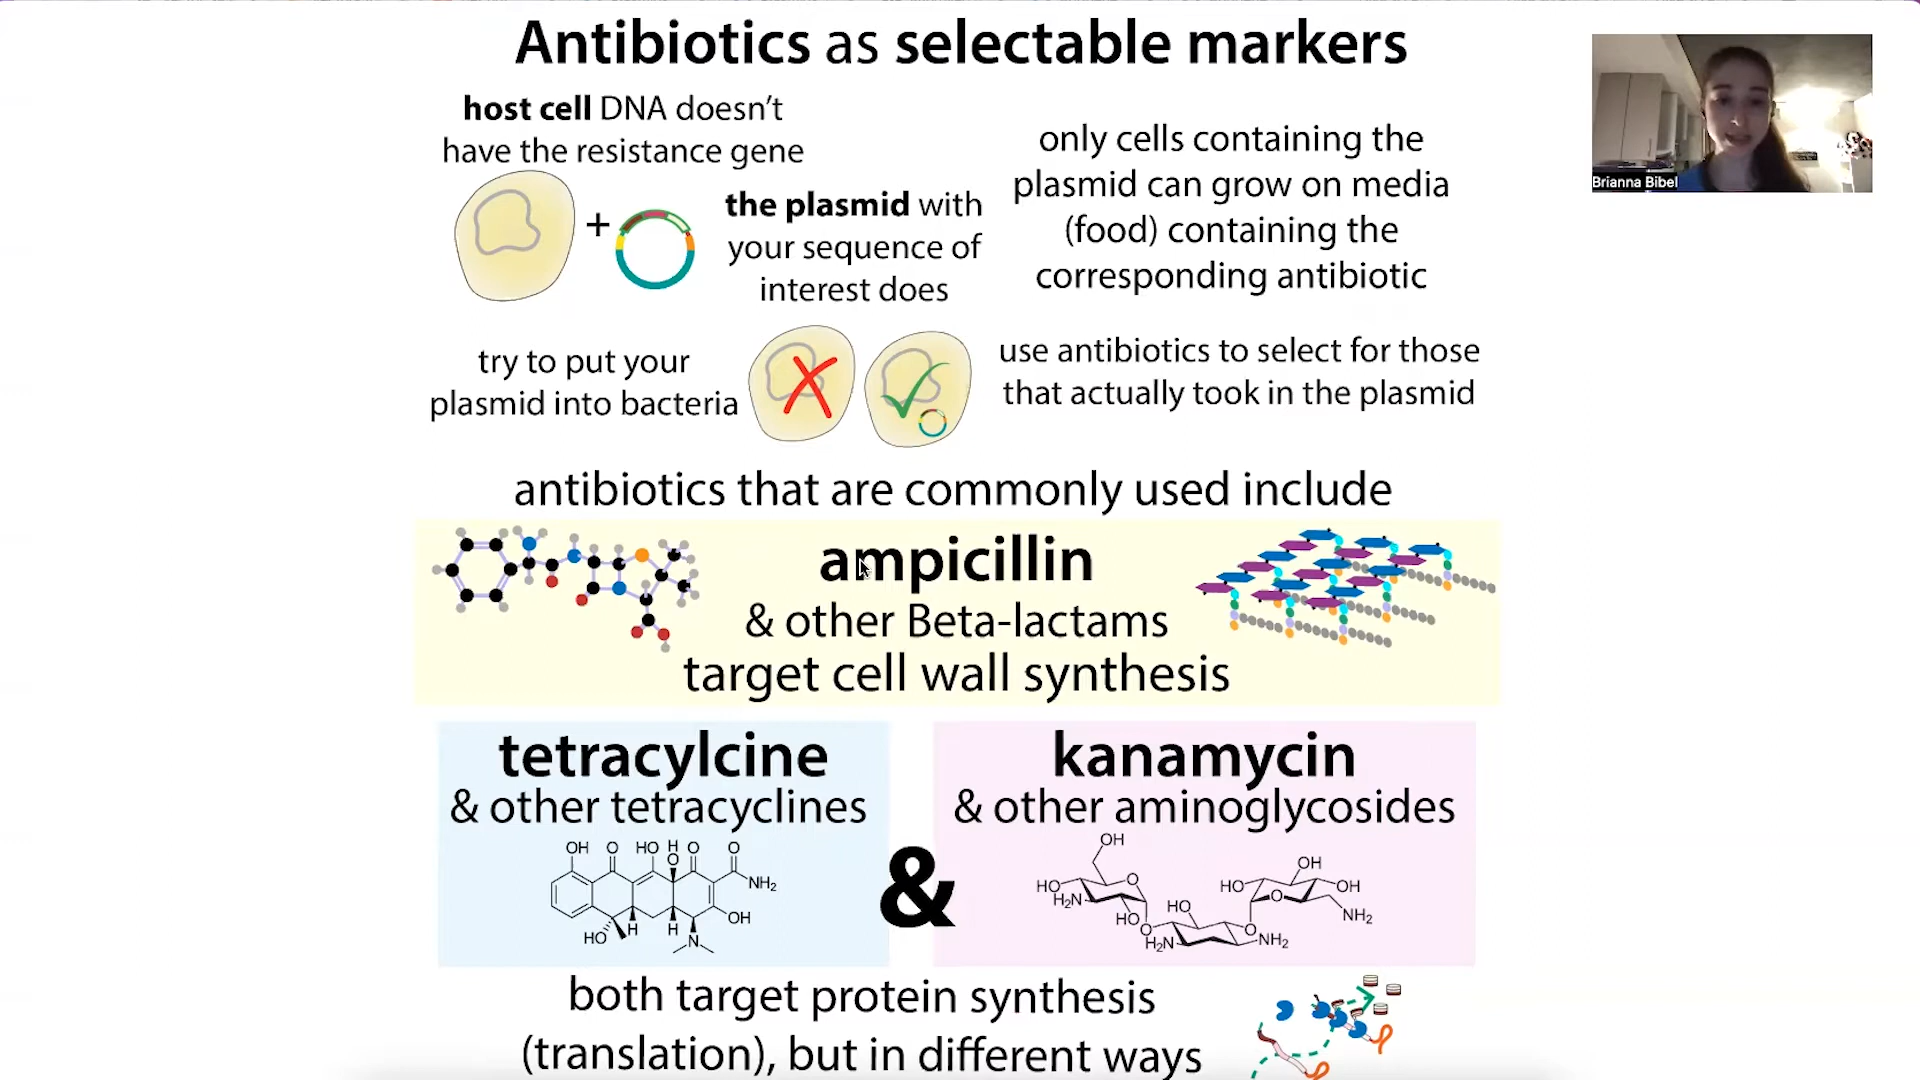 Antibiotics as selectable markers
host cell DNA doesn't
have the resistance gene
+
the plasmid with
your sequence of
interest does
only cells containing the
plasmid can grow on media
(food) containing the
corresponding antibiotic
Brianna Bibel
try to put your
plasmid into bacteria
use antibiotics to select for those
that actually took in the plasmid
antibiotics that are commonly used include
ampicillin
& other Beta-lactams
target cell wall synthesis
tetracylcine
& other tetracyclines
OH O HO H O O
O
NH2
OH
HO H H
N
&
kanamycin
& other aminoglycosides
OH
HO O
H2N
HO
O
HO
H2N
NH2
O
OH
HO OH
O
NH2
both target protein synthesis
(translation), but in different ways